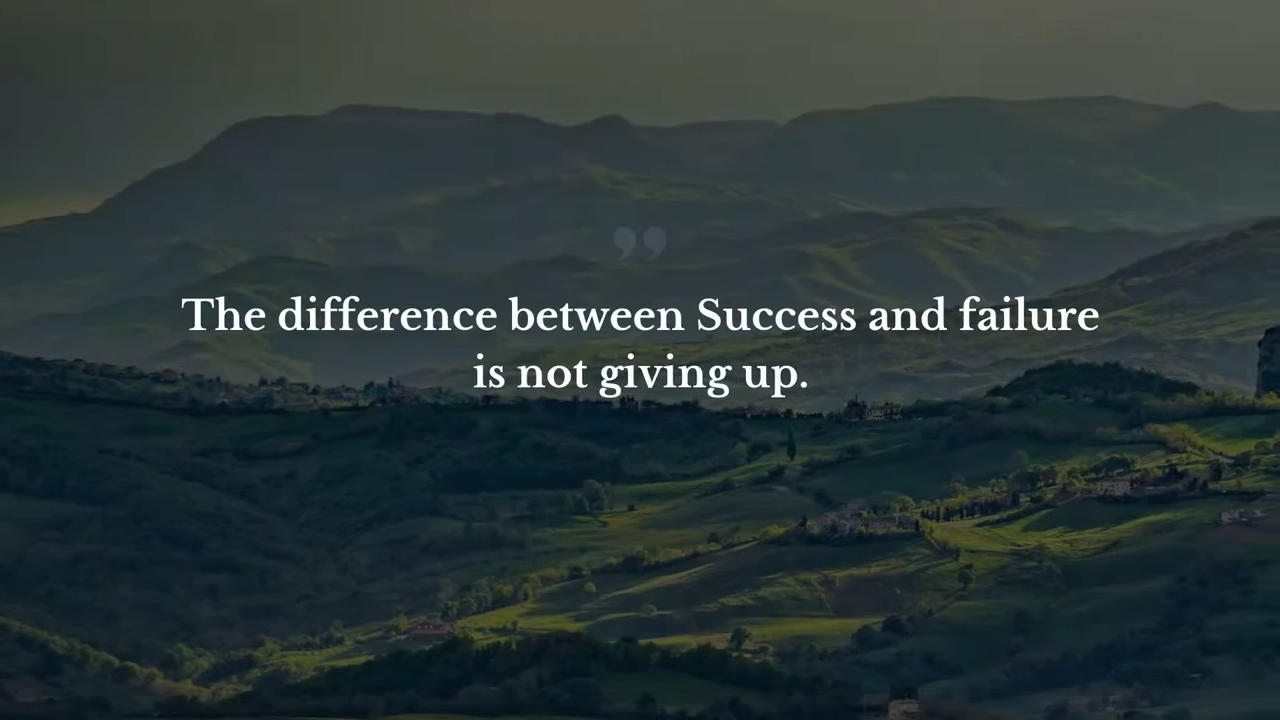 ”
The difference between Success and failure
is not giving up.